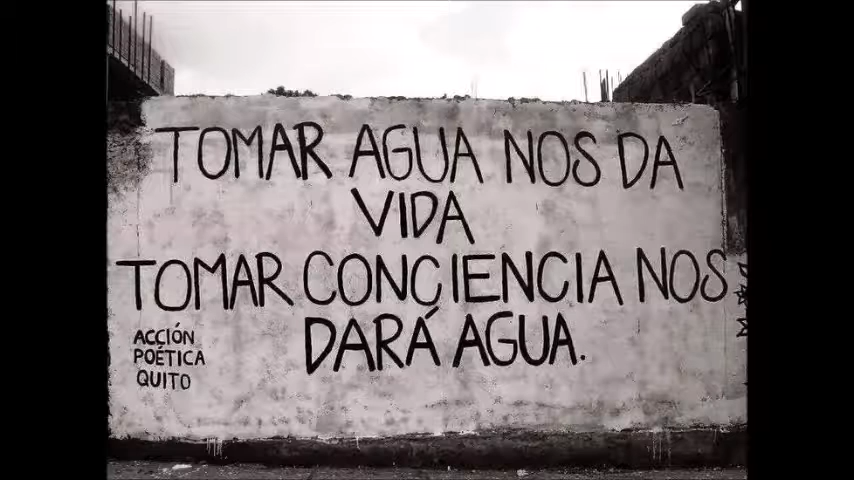 TOMAR AGUA NOS DA
VIDA
TOMAR CONCIENCIA NOS
DARÁ AGUA.
ACCIÓN
POÉTICA
QUITO